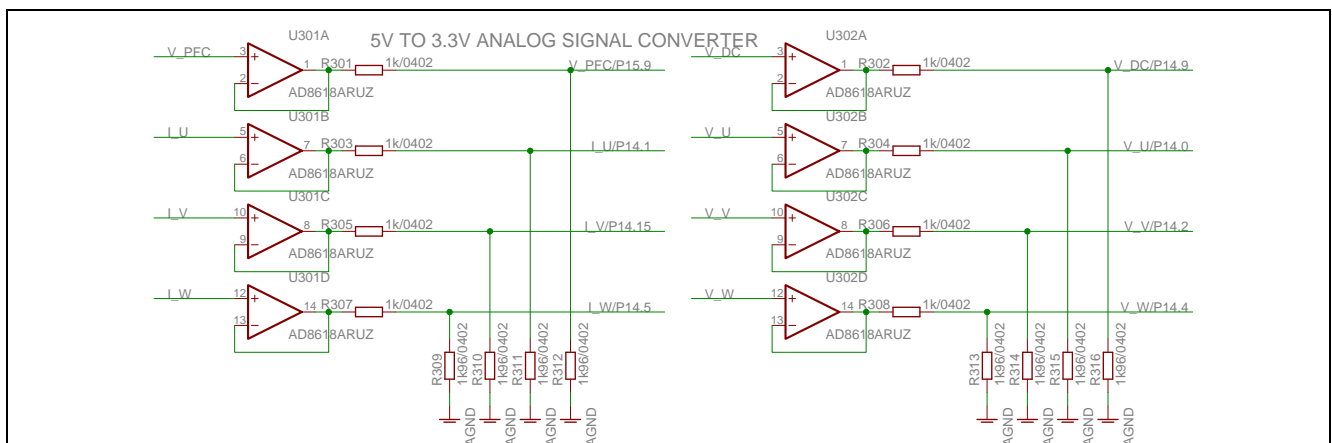 U301A
5V TO 3.3V ANALOG SIGNAL CONVERTER
U302A
V_PFC 3 + 1 R301 1k/0402 V_PFC/P15.9
2 −
AD8618ARUZ
V_DC 3 + 1 R302 1k/0402 V_DC/P14.9
2 −
AD8618ARUZ
U301B
I_U 5 + 7 R303 1k/0402 I_U/P14.1
6 −
AD8618ARUZ
U302B
V_U 5 + 7 R304 1k/0402 V_U/P14.0
6 −
AD8618ARUZ
U301C
I_V 10 + 8 R305 1k/0402 I_V/P14.15
9 −
AD8618ARUZ
U302C
V_V 10 + 8 R306 1k/0402 V_V/P14.2
9 −
AD8618ARUZ
U301D
I_W 12 + 14 R307 1k/0402 I_W/P14.5
13 −
AD8618ARUZ
U302D
V_W 12 + 14 R308 1k/0402 V_W/P14.4
13 −
AD8618ARUZ
R309 1k96/0402
R310 1k96/0402
R311 1k96/0402
R312 1k96/0402
R313 1k96/0402
R314 1k96/0402
R315 1k96/0402
R316 1k96/0402
AGND
AGND
AGND
AGND
AGND
AGND
AGND
AGND